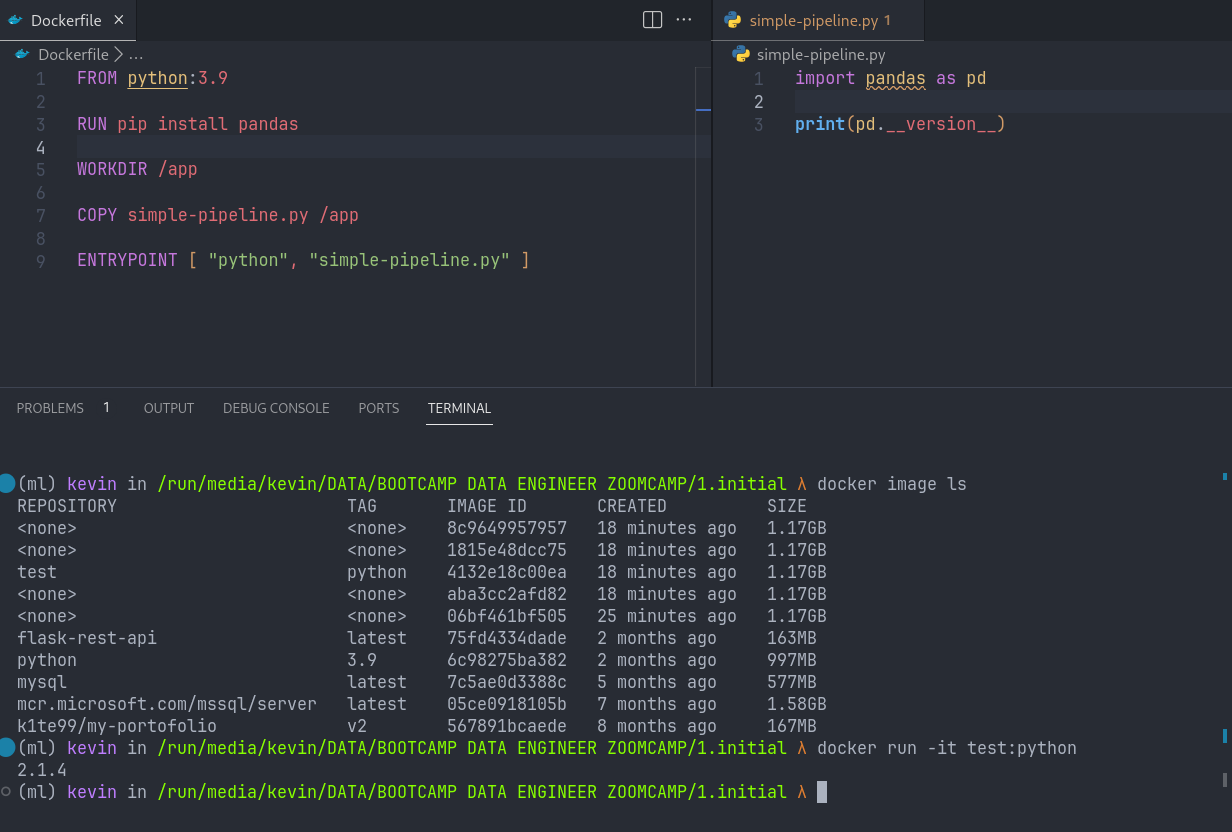 Dockerfile ×
Dockerfile > ...
1 FROM python:3.9
2
3 RUN pip install pandas
4
5 WORKDIR /app
6
7 COPY simple-pipeline.py /app
8
9 ENTRYPOINT [ "python", "simple-pipeline.py" ]
simple-pipeline.py 1
simple-pipeline.py
1 import pandas as pd
2
3 print(pd.__version__)
PROBLEMS 1 OUTPUT DEBUG CONSOLE PORTS TERMINAL
(ml) kevin in /run/media/kevin/DATA/BOOTCAMP DATA ENGINEER ZOOMCAMP/1.initial λ docker image ls
REPOSITORY TAG IMAGE ID CREATED SIZE
<none> <none> 8c9649957957 18 minutes ago 1.17GB
<none> <none> 1815e48dcc75 18 minutes ago 1.17GB
test python 4132e18c00ea 18 minutes ago 1.17GB
<none> <none> aba3cc2afd82 18 minutes ago 1.17GB
<none> <none> 06bf461bf505 25 minutes ago 1.17GB
flask-rest-api latest 75fd4334dade 2 months ago 163MB
python 3.9 6c98275ba382 2 months ago 997MB
mysql latest 7c5ae0d3388c 5 months ago 577MB
mcr.microsoft.com/mssql/server latest 05ce0918105b 7 months ago 1.58GB
k1te99/my-portofolio v2 567891bcaede 8 months ago 167MB
(ml) kevin in /run/media/kevin/DATA/BOOTCAMP DATA ENGINEER ZOOMCAMP/1.initial λ docker run -it test:python
2.1.4
(ml) kevin in /run/media/kevin/DATA/BOOTCAMP DATA ENGINEER ZOOMCAMP/1.initial λ